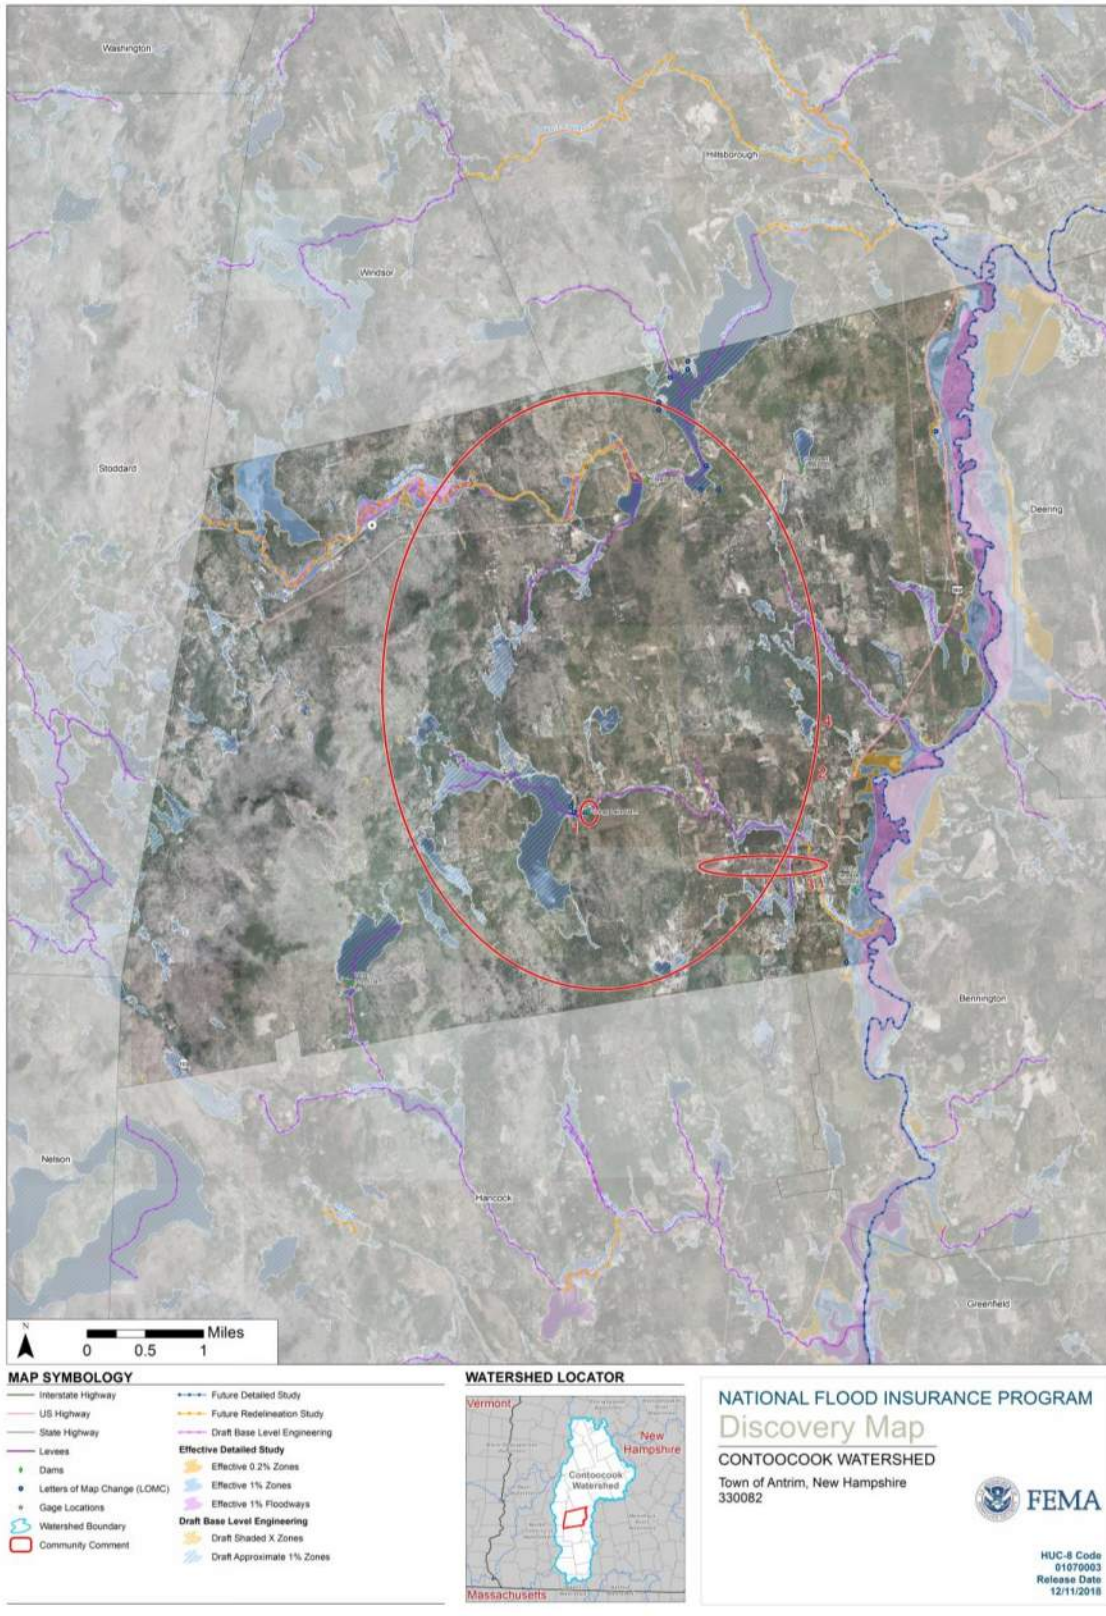 Washington
Hillsborough
Windsor
Stoddard
Deering
4
2
1
Bennington
Nelson
Hancock
Greenfield
N
Miles
0 0.5 1
MAP SYMBOLOGY
Interstate Highway
US Highway
State Highway
Levees
Dams
Letters of Map Change (LOMC)
Gage Locations
Watershed Boundary
Community Comment
Future Detailed Study
Future Redelineation Study
Draft Base Level Engineering
Effective Detailed Study
Effective 0.2% Zones
Effective 1% Zones
Effective 1% Floodways
Draft Base Level Engineering
Draft Shaded X Zones
Draft Approximate 1% Zones
WATERSHED LOCATOR
Vermont
New
Hampshire
Contoocook
Watershed
Massachusetts
NATIONAL FLOOD INSURANCE PROGRAM
Discovery Map
CONTOOCOOK WATERSHED
Town of Antrim, New Hampshire
330082
FEMA
HUC-8 Code
01070003
Release Date
12/11/2018